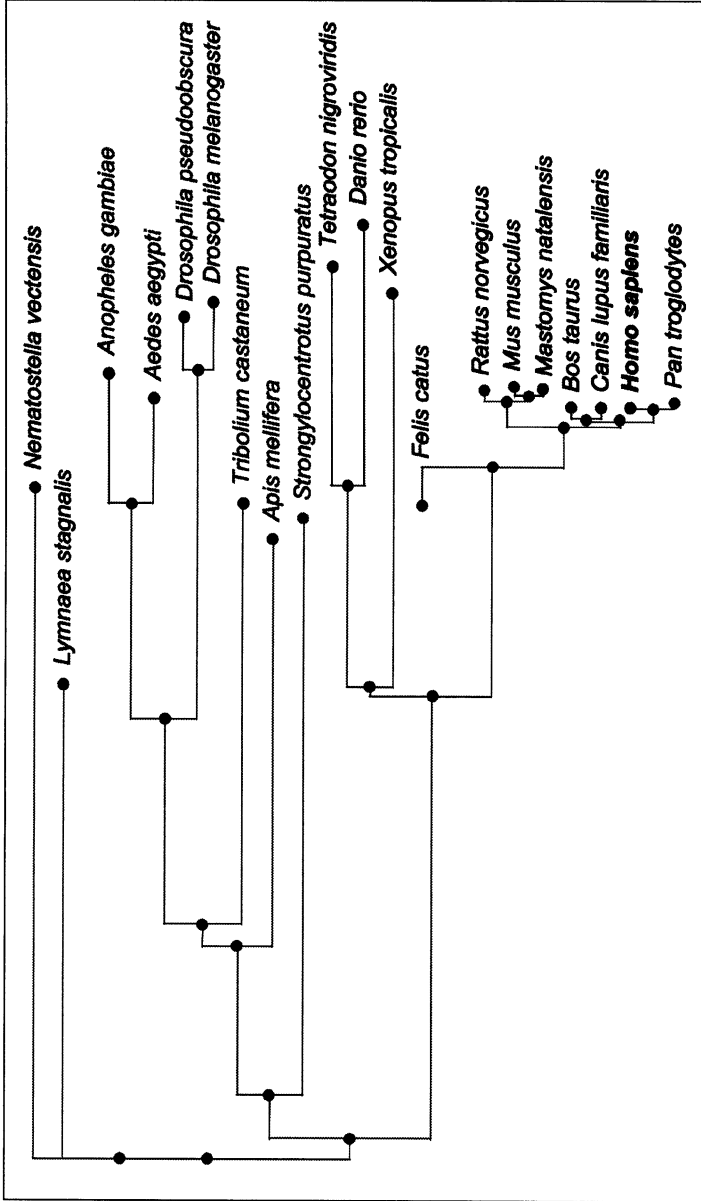 Nematostella vectensis
Lymnaea stagnalis
Anopheles gambiae
Aedes aegypti
Drosophila pseudoobscura
Drosophila melanogaster
Tribolium castaneum
Apis mellifera
Strongylocentrotus purpuratus
Tetraodon nigroviridis
Danio rerio
Xenopus tropicalis
Felis catus
Rattus norvegicus
Mus musculus
Mastomys natalensis
Bos taurus
Canis lupus familiaris
Homo sapiens
Pan troglodytes